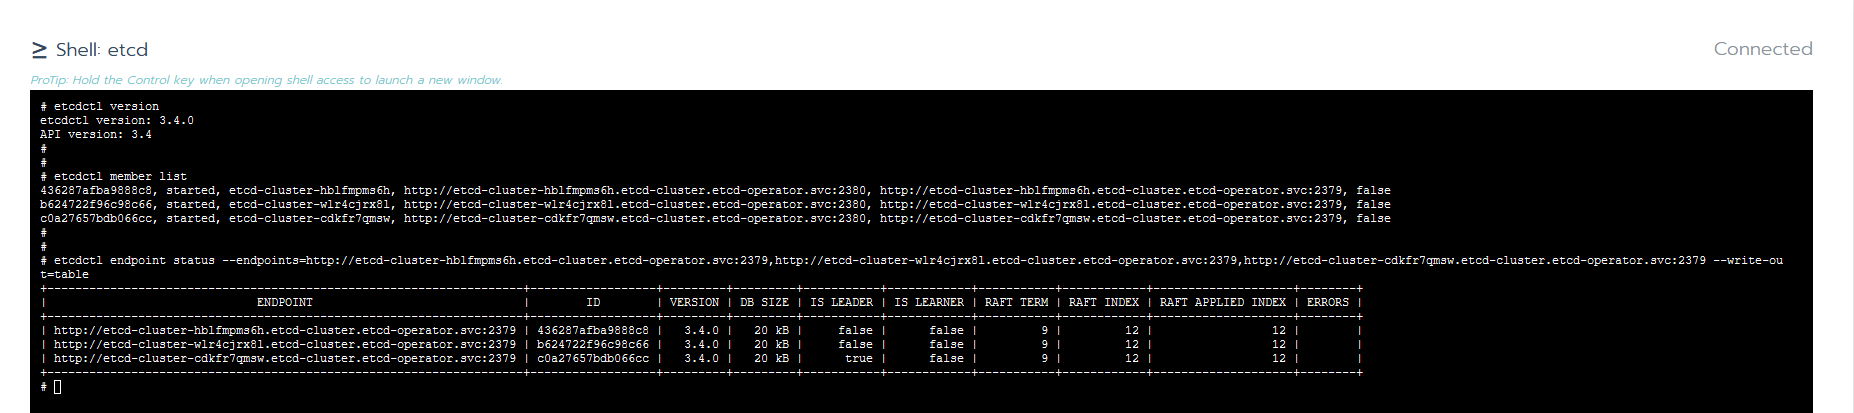 ≥ Shell: etcd
Connected
ProTip: Hold the Control key when opening shell access to launch a new window.
# etcdctl version
etcdctl version: 3.4.0
API version: 3.4
#
#
# etcdctl member list
436287afba9888c8, started, etcd-cluster-hblfmpms6h, http://etcd-cluster-hblfmpms6h.etcd-cluster.etcd-operator.svc:2380, http://etcd-cluster-hblfmpms6h.etcd-cluster.etcd-operator.svc:2379, false
b624722f96c98c66, started, etcd-cluster-wlr4cjrx8l, http://etcd-cluster-wlr4cjrx8l.etcd-cluster.etcd-operator.svc:2380, http://etcd-cluster-wlr4cjrx8l.etcd-cluster.etcd-operator.svc:2379, false
c0a27657bdb066cc, started, etcd-cluster-cdkfr7qmsw, http://etcd-cluster-cdkfr7qmsw.etcd-cluster.etcd-operator.svc:2380, http://etcd-cluster-cdkfr7qmsw.etcd-cluster.etcd-operator.svc:2379, false
#
#
# etcdctl endpoint status --endpoints=http://etcd-cluster-hblfmpms6h.etcd-cluster.etcd-operator.svc:2379,http://etcd-cluster-wlr4cjrx8l.etcd-cluster.etcd-operator.svc:2379,http://etcd-cluster-cdkfr7qmsw.etcd-cluster.etcd-operator.svc:2379 --write-ou
t=table
| ENDPOINT | ID | VERSION | DB SIZE | IS LEADER | IS LEARNER | RAFT TERM | RAFT INDEX | RAFT APPLIED INDEX | ERRORS |
| http://etcd-cluster-hblfmpms6h.etcd-cluster.etcd-operator.svc:2379 | 436287afba9888c8 | 3.4.0 | 20 kB | false | false | 9 | 12 | 12 | |
| http://etcd-cluster-wlr4cjrx8l.etcd-cluster.etcd-operator.svc:2379 | b624722f96c98c66 | 3.4.0 | 20 kB | false | false | 9 | 12 | 12 | |
| http://etcd-cluster-cdkfr7qmsw.etcd-cluster.etcd-operator.svc:2379 | c0a27657bdb066cc | 3.4.0 | 20 kB | true | false | 9 | 12 | 12 | |
#